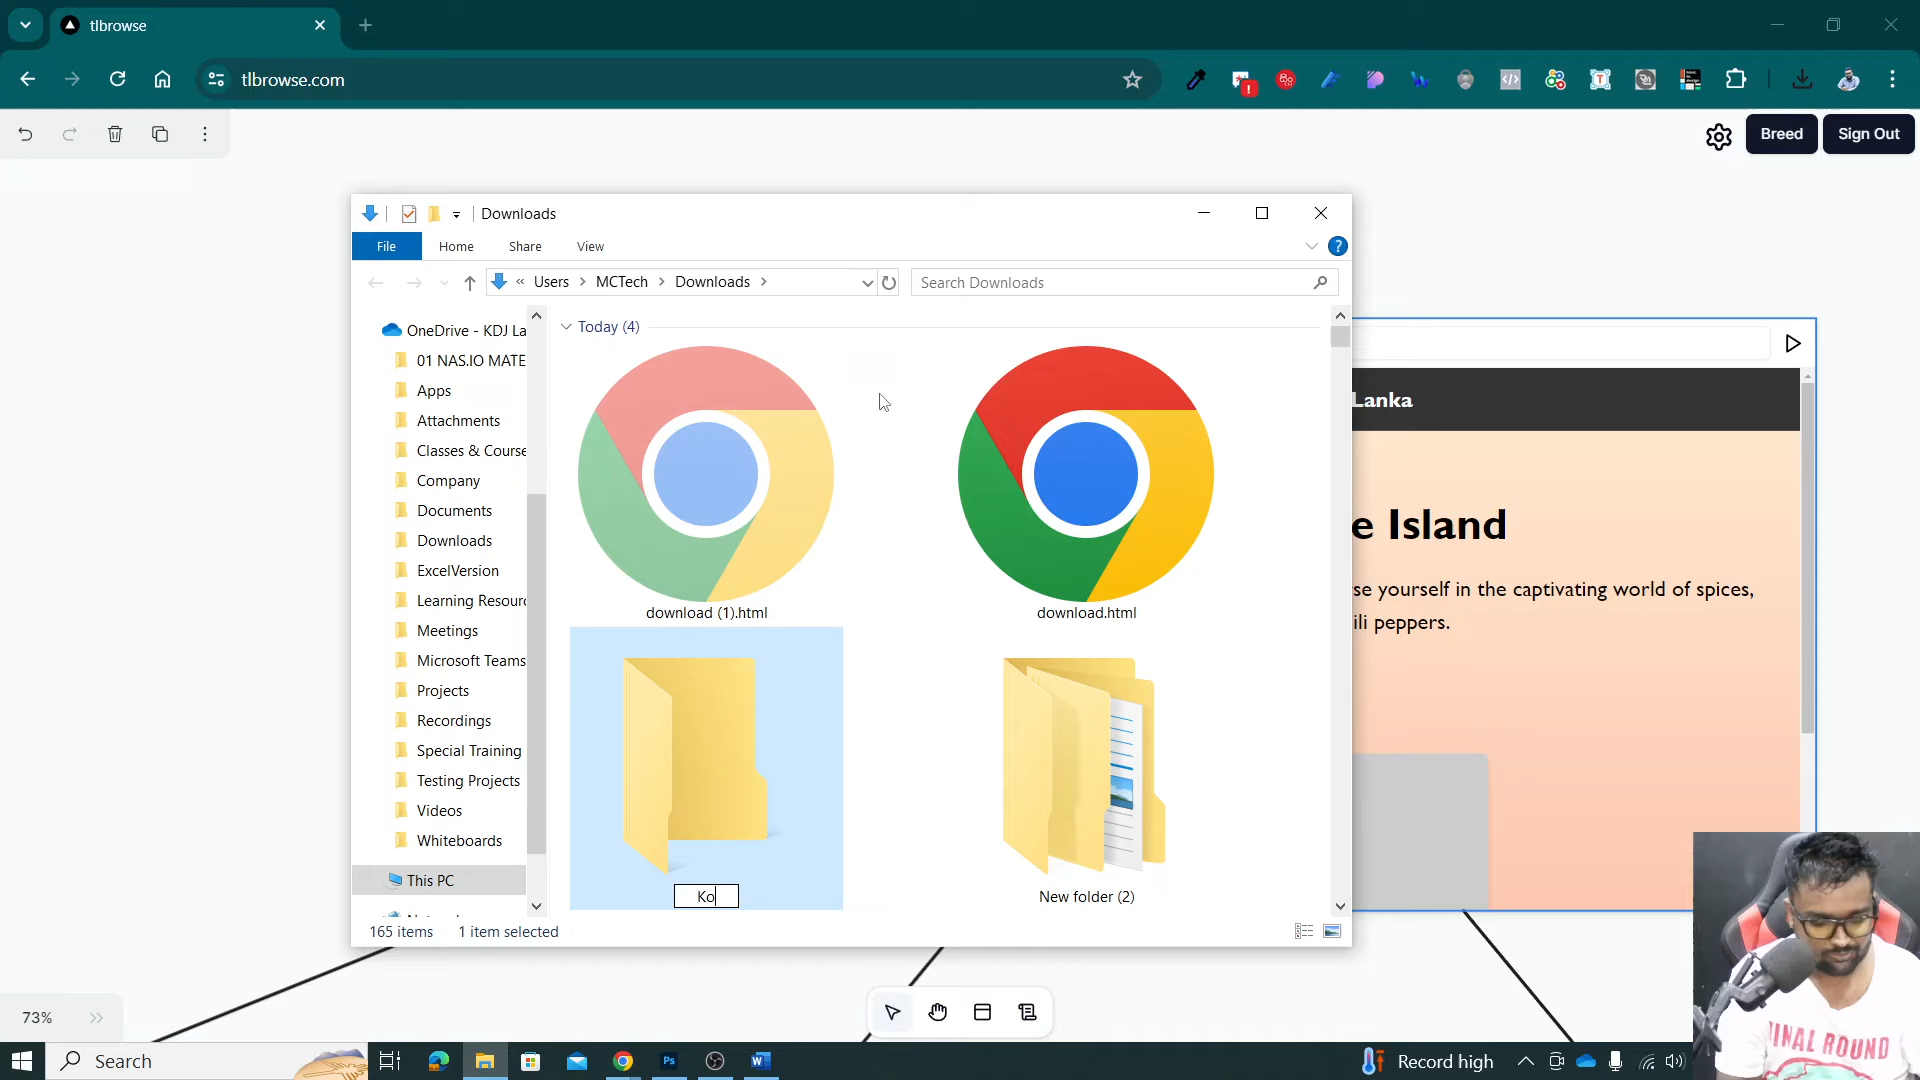 tlbrowse
tlbrowse.com
Breed
Sign Out
Downloads
File Home Share View
« Users > MCTech > Downloads >
Search Downloads
OneDrive - KDJ La
01 NAS.IO MATE
Apps
Attachments
Classes & Course
Company
Documents
Downloads
ExcelVersion
Learning Resour
Meetings
Microsoft Teams
Projects
Recordings
Special Training
Testing Projects
Videos
Whiteboards
This PC
Today (4)
download (1).html
download.html
Ko
New folder (2)
165 items 1 item selected
Lanka
e Island
se yourself in the captivating world of spices,
ili peppers.
73%
Search
Record high
INAL ROUND